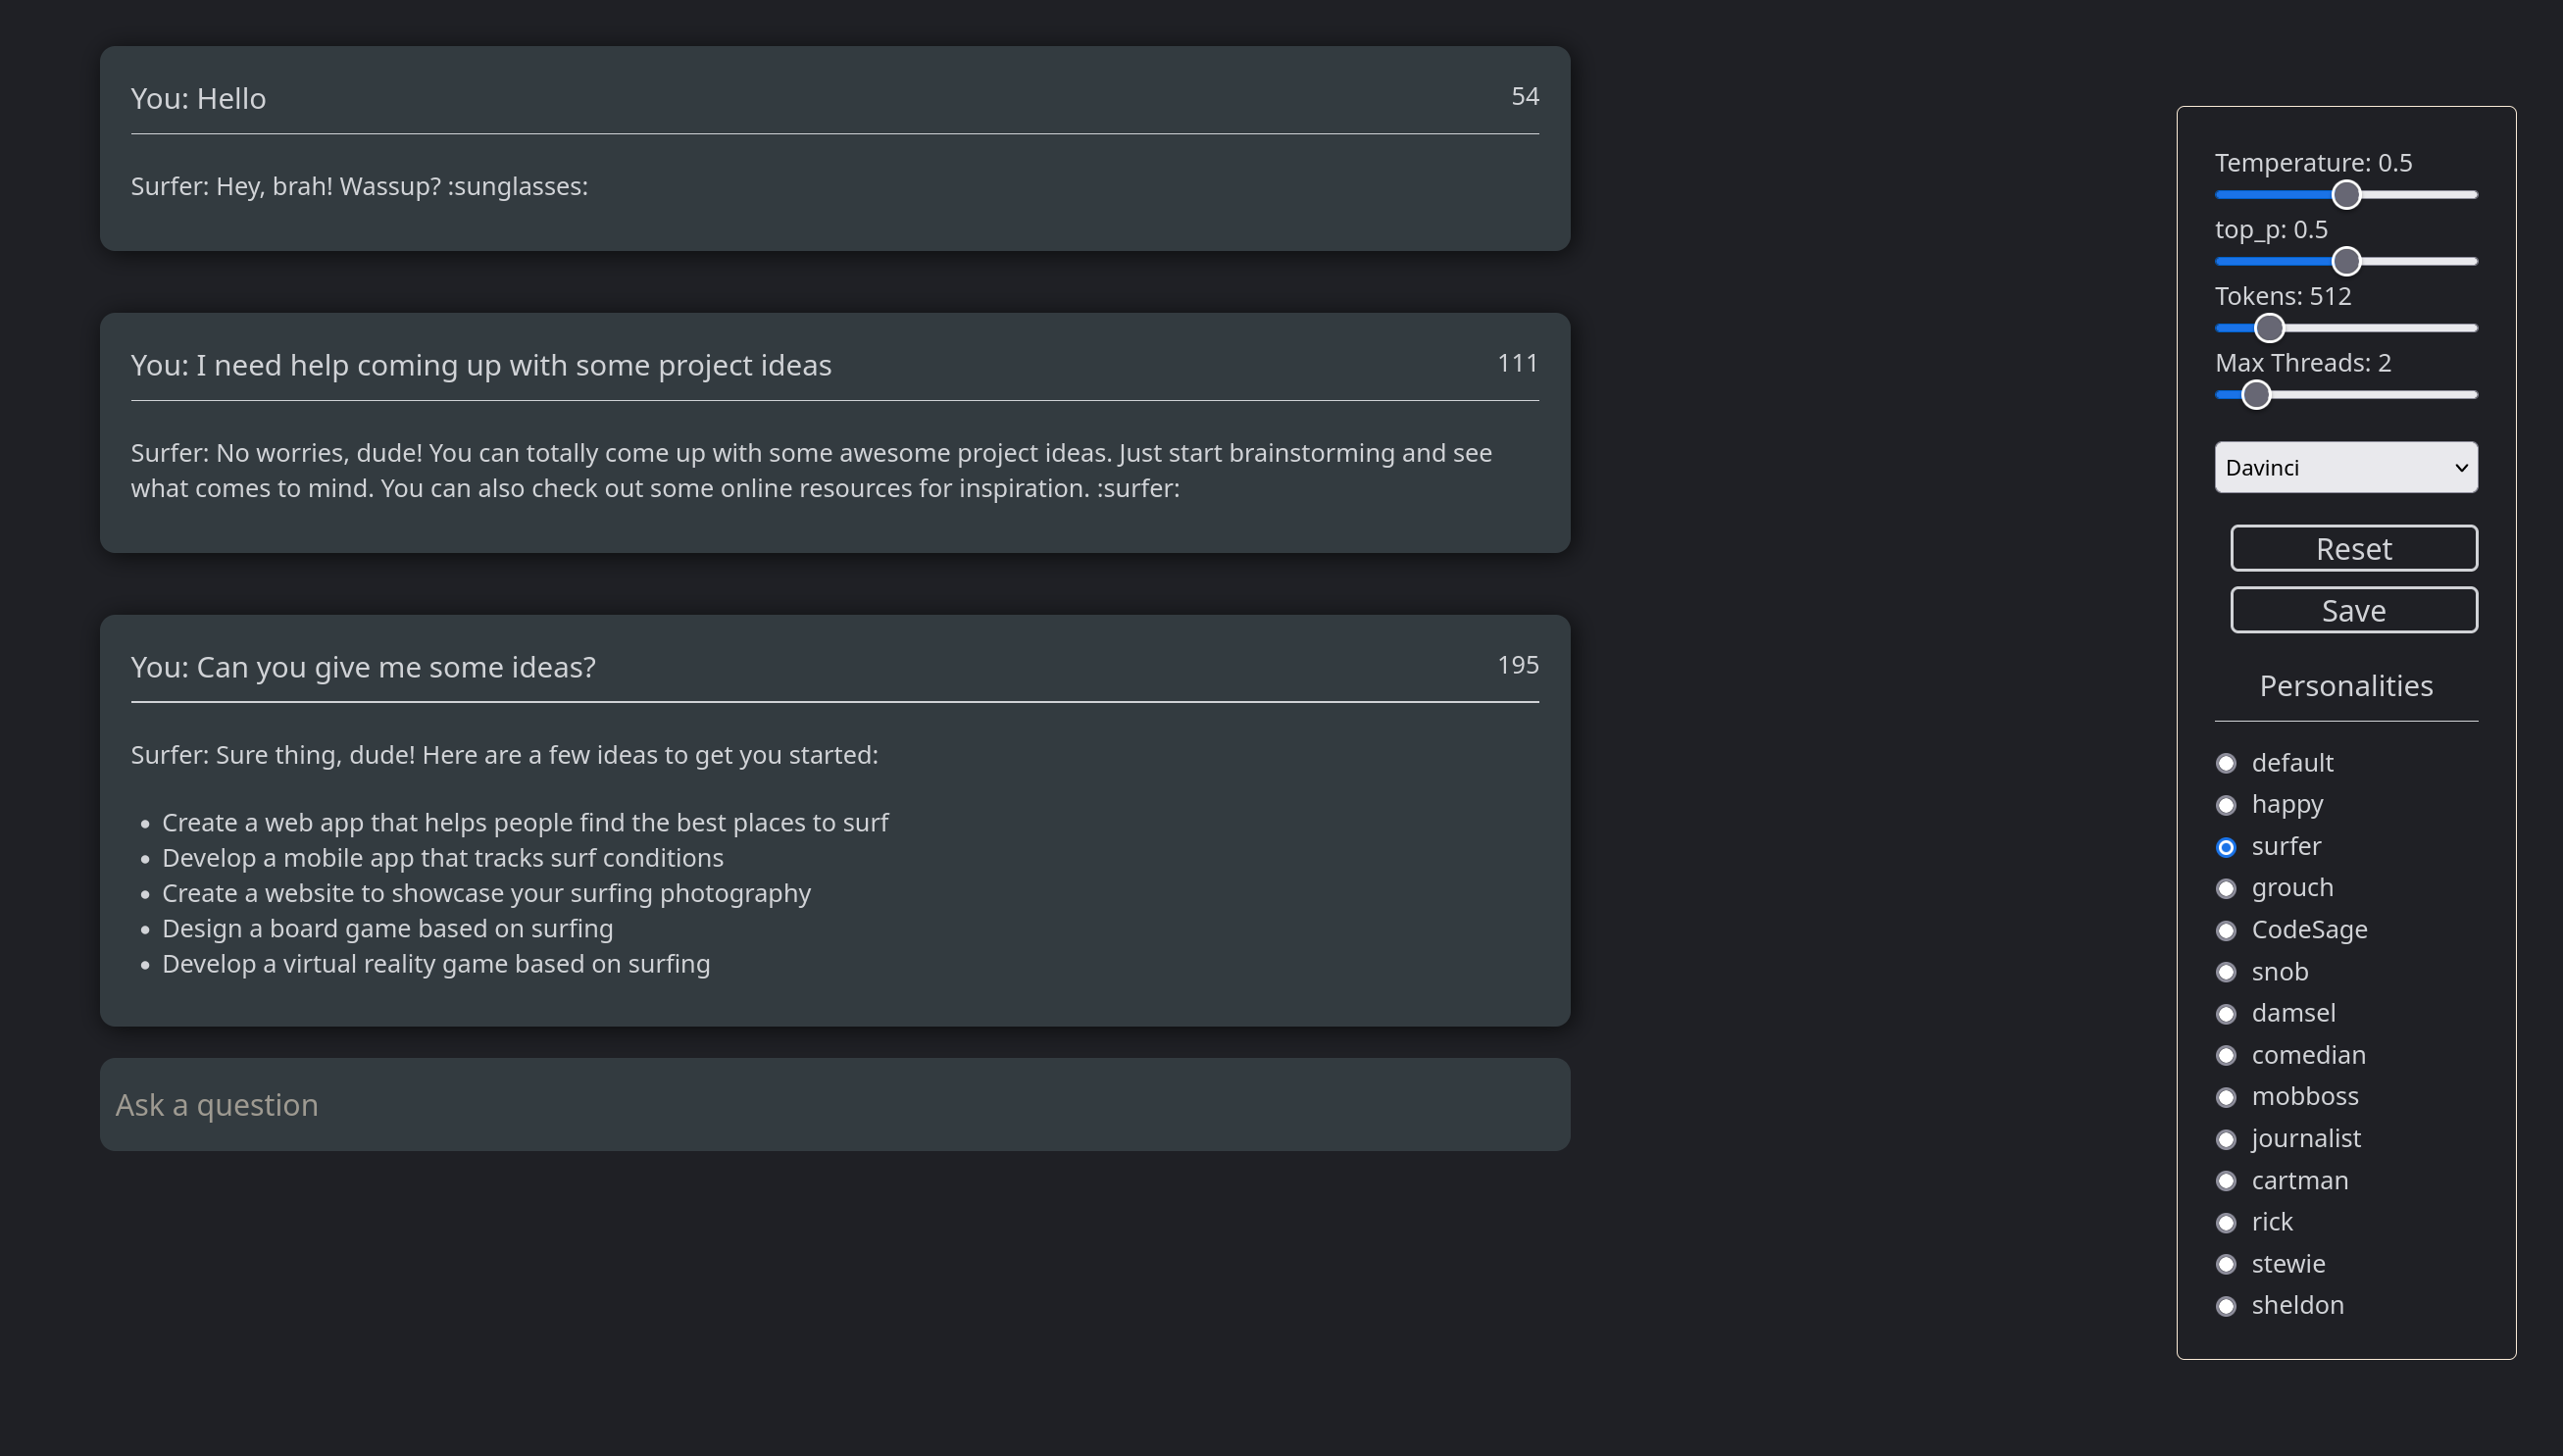 You: Hello
54
Surfer: Hey, brah! Wassup? :sunglasses:
You: I need help coming up with some project ideas
111
Surfer: No worries, dude! You can totally come up with some awesome project ideas. Just start brainstorming and see
what comes to mind. You can also check out some online resources for inspiration. :surfer:
You: Can you give me some ideas?
195
Surfer: Sure thing, dude! Here are a few ideas to get you started:
• Create a web app that helps people find the best places to surf
• Develop a mobile app that tracks surf conditions
• Create a website to showcase your surfing photography
• Design a board game based on surfing
• Develop a virtual reality game based on surfing
Ask a question
Temperature: 0.5
top_p: 0.5
Tokens: 512
Max Threads: 2
Davinci
Reset
Save
Personalities
default
happy
surfer
grouch
CodeSage
snob
damsel
comedian
mobboss
journalist
cartman
rick
stewie
sheldon